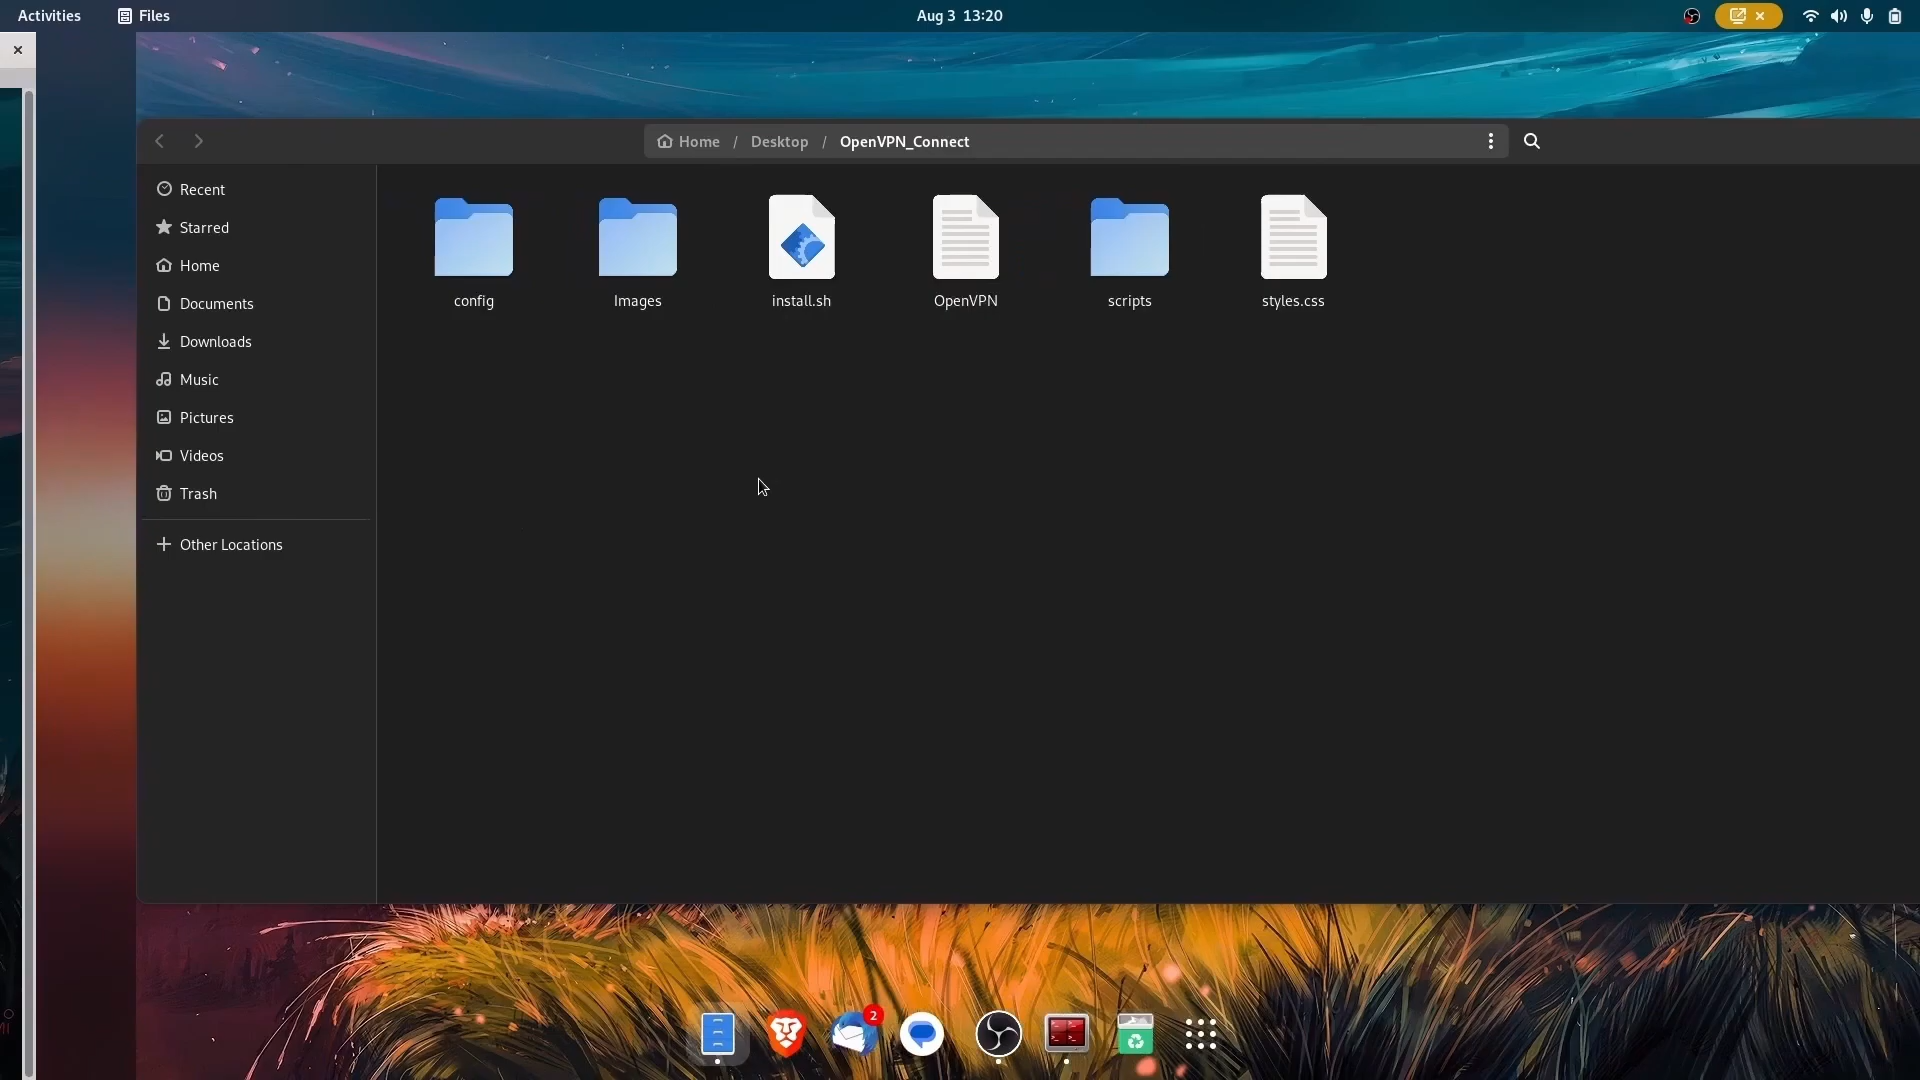 Activities
Files
Aug 3 13:20
Home / Desktop / OpenVPN_Connect
Recent
Starred
Home
Documents
Downloads
Music
Pictures
Videos
Trash
Other Locations
config
Images
install.sh
OpenVPN
scripts
styles.css
2